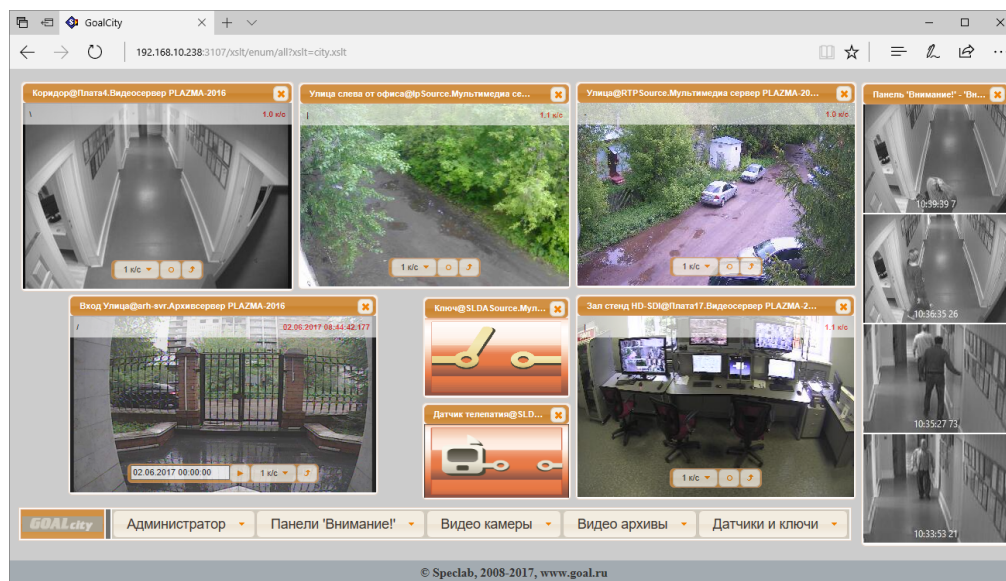 GoalCity
192.168.10.238:3107/xslt/enum/all?xslt=city.xslt
Коридор@Плата4.Видеосервер PLAZMA-2016
\ 1.0 к/с
1 к/с
Улица слева от офиса@IpSource.Мультимедиа се...
| 1.1 к/с
1 к/с
Улица@RTPSource.Мультимедиа сервер PLAZMA-20...
- 1.0 к/с
1 к/с
Панель 'Внимание!' - 'Вн...
10:39:39 7
10:36:35 26
10:35:27 73
10:33:53 21
Вход Улица@arh-svr.Архивсервер PLAZMA-2016
/ 02.06.2017 08:44:42.177
02.06.2017 00:00:00 1 к/с
Ключ@SLDASource.Мул...
Датчик телепатия@SLD...
Зал стенд HD-SDI@Плата17.Видеосервер PLAZMA-2...
1.1 к/с
1 к/с
GOALcity Администратор Панели 'Внимание!' Видео камеры Видео архивы Датчики и ключи
© Speclab, 2008-2017, www.goal.ru